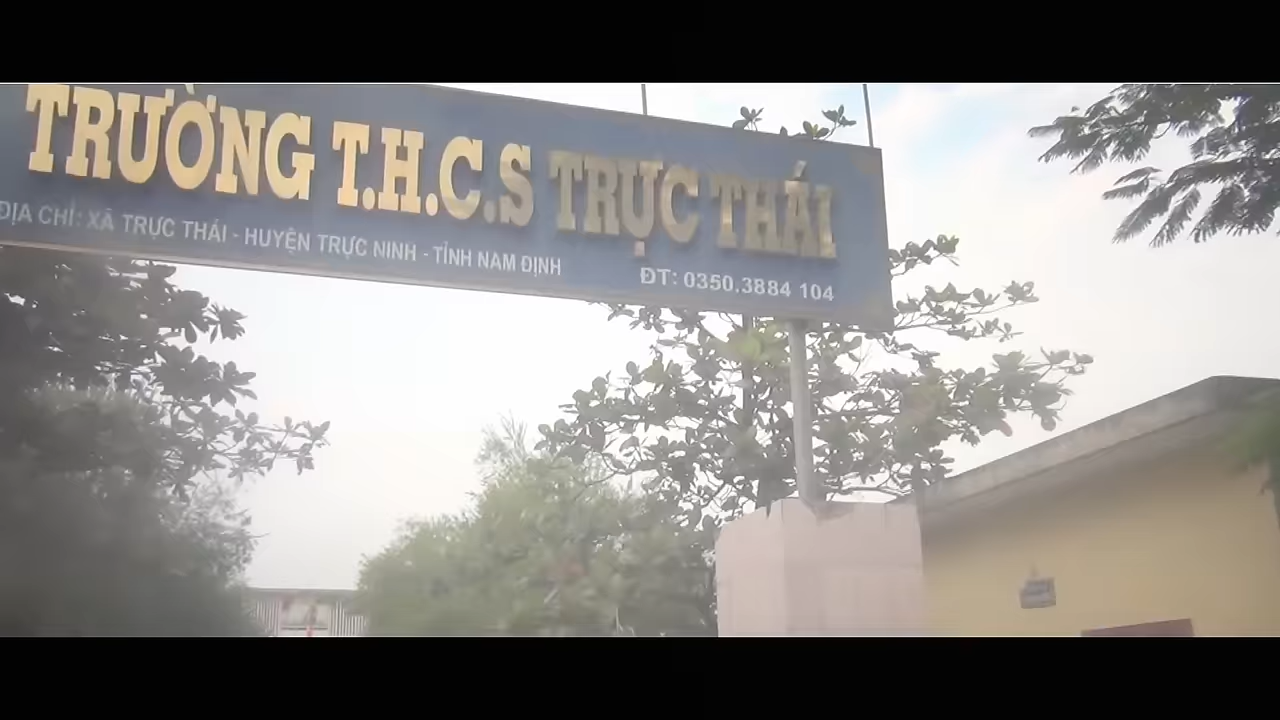 TRƯỜNG T.H.C.S TRỰC THÁI
ĐỊA CHỈ: XÃ TRỰC THÁI - HUYỆN TRỰC NINH - TỈNH NAM ĐỊNH
ĐT: 0350.3884 104